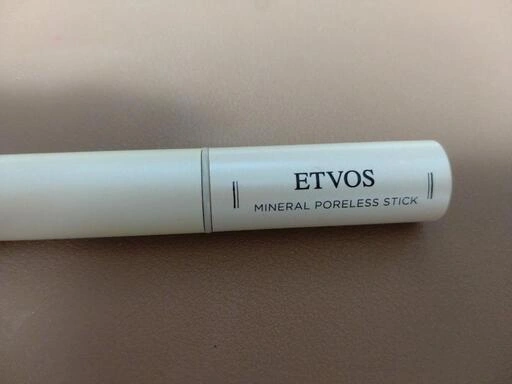 ETVOS
MINERAL PORELESS STICK